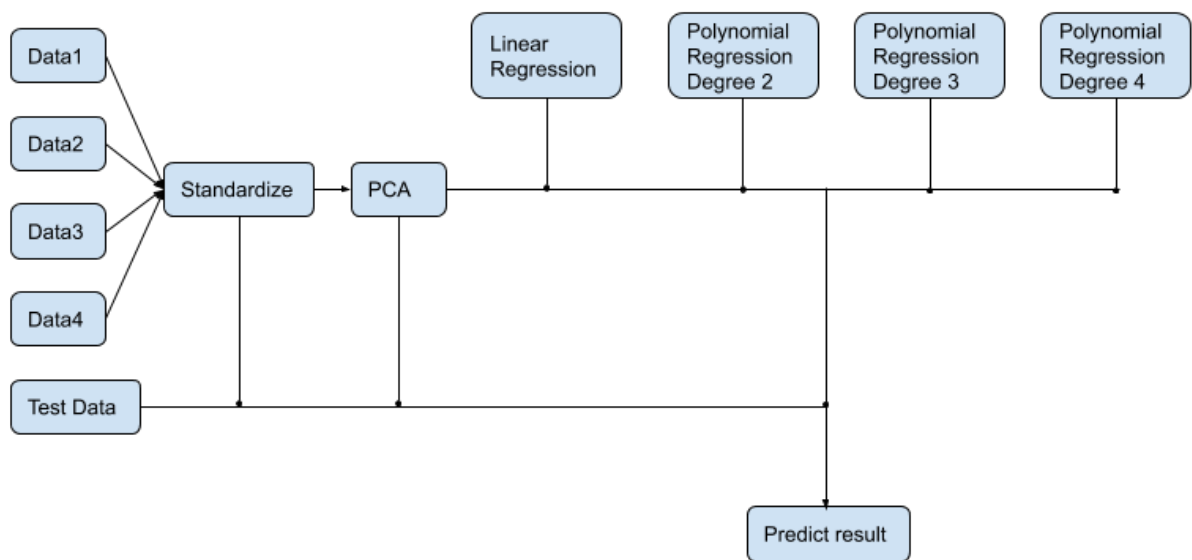 Data1
Data2
Data3
Data4
Test Data
Standardize
PCA
Linear
Regression
Polynomial
Regression
Degree 2
Polynomial
Regression
Degree 3
Polynomial
Regression
Degree 4
Predict result